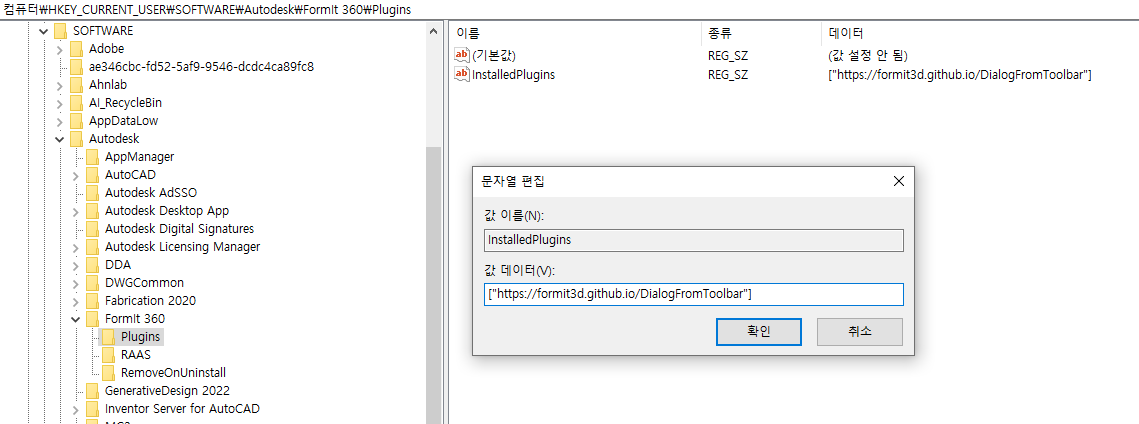 컴퓨터\HKEY_CURRENT_USER\SOFTWARE\Autodesk\FormIt 360\Plugins
SOFTWARE
Adobe
ae346cbc-fd52-5af9-9546-dcdc4ca89fc8
Ahnlab
AI_RecycleBin
AppDataLow
Autodesk
AppManager
AutoCAD
Autodesk AdSSO
Autodesk Desktop App
Autodesk Digital Signatures
Autodesk Licensing Manager
DDA
DWGCommon
Fabrication 2020
FormIt 360
Plugins
RAAS
RemoveOnUninstall
GenerativeDesign 2022
Inventor Server for AutoCAD
이름 종류 데이터
ab (기본값) REG_SZ (값 설정 안 됨)
ab InstalledPlugins REG_SZ ["https://formit3d.github.io/DialogFromToolbar"]
문자열 편집
값 이름(N):
InstalledPlugins
값 데이터(V):
["https://formit3d.github.io/DialogFromToolbar"]
확인 취소